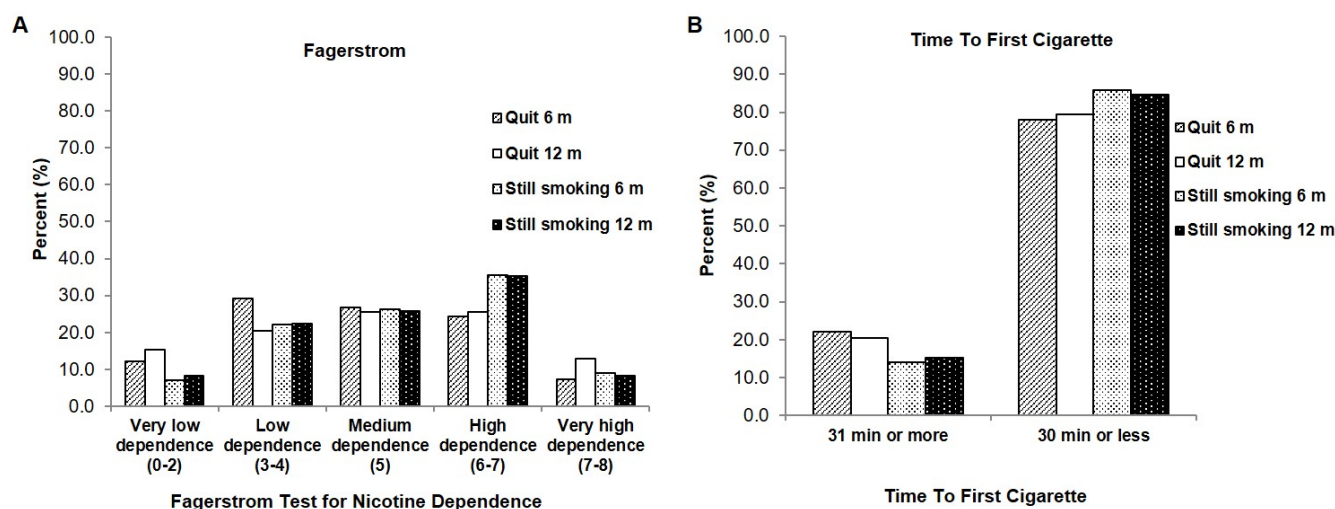 A
Fagerstrom
100.0
90.0
80.0
70.0
60.0
50.0
40.0
30.0
20.0
10.0
0.0
Percent (%)
Quit 6 m
Quit 12 m
Still smoking 6 m
Still smoking 12 m
Very low dependence (0-2)
Low dependence (3-4)
Medium dependence (5)
High dependence (6-7)
Very high dependence (7-8)
Fagerstrom Test for Nicotine Dependence
B
Time To First Cigarette
100.0
90.0
80.0
70.0
60.0
50.0
40.0
30.0
20.0
10.0
0.0
Percent (%)
Quit 6 m
Quit 12 m
Still smoking 6 m
Still smoking 12 m
31 min or more
30 min or less
Time To First Cigarette